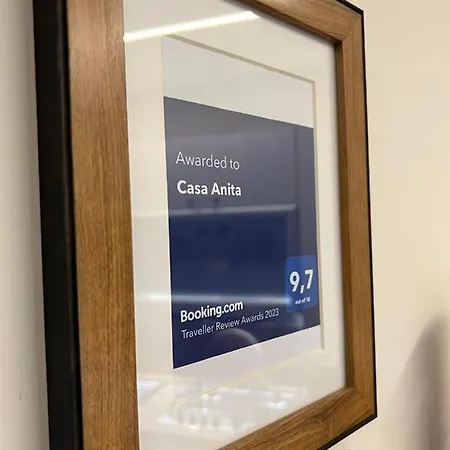 Awarded to
Casa Anita
9,7
out of 10
Booking.com
Traveller Review Awards 2023